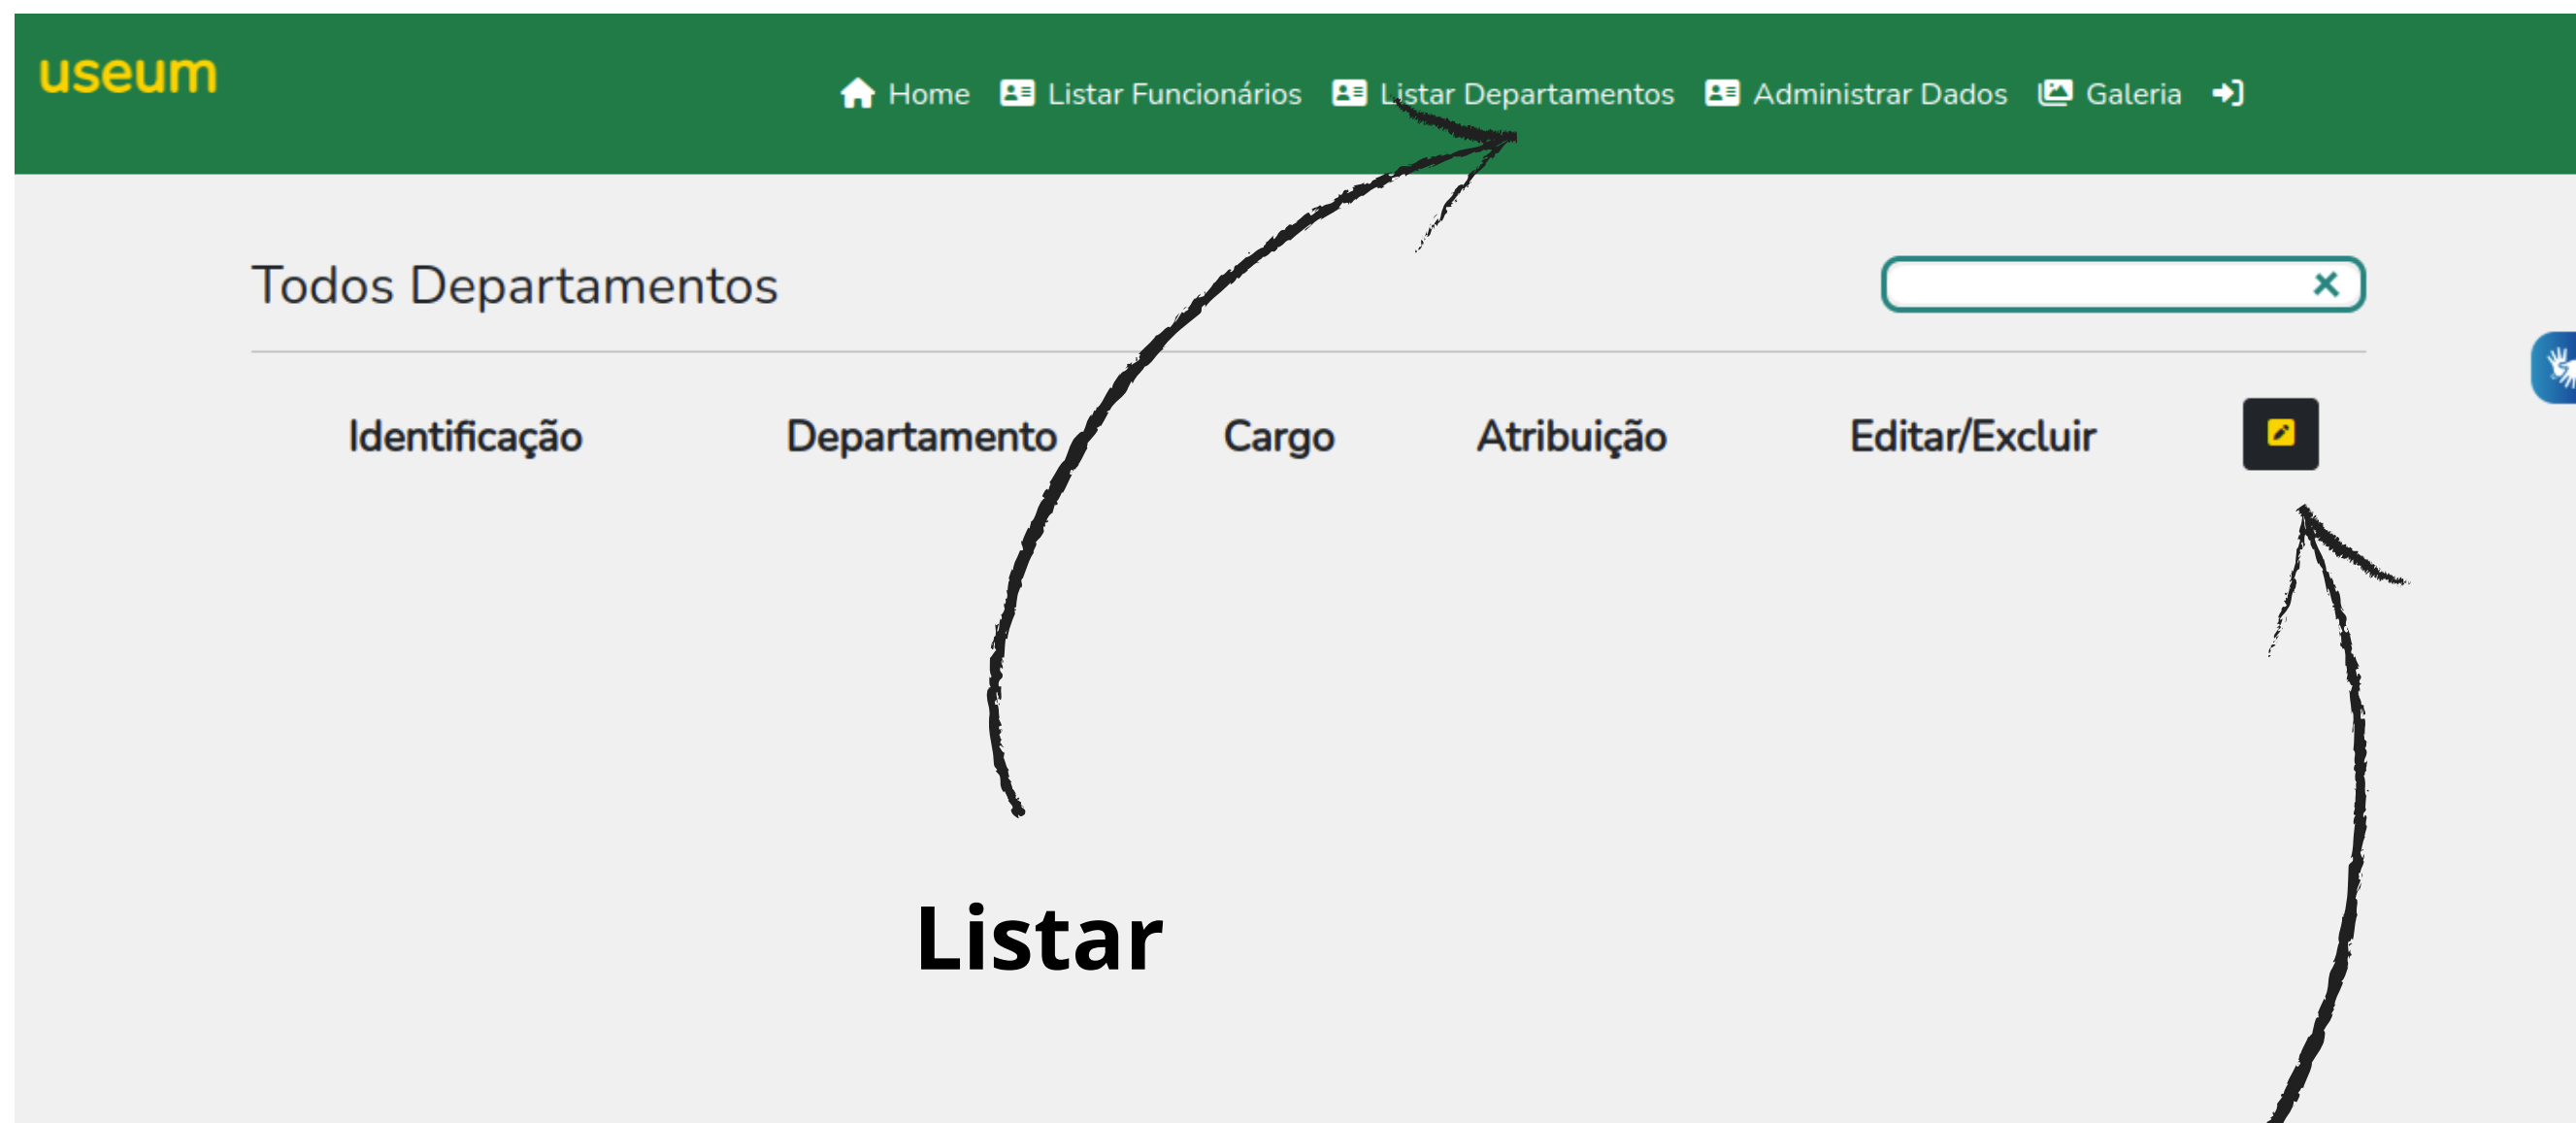 useum
Home Listar Funcionários Listar Departamentos Administrar Dados Galeria
Todos Departamentos
Identificação Departamento Cargo Atribuição Editar/Excluir
Listar